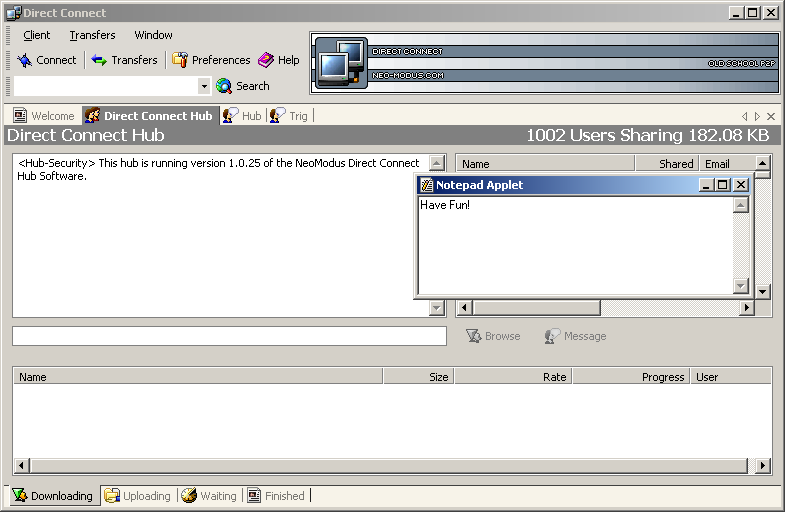 Direct Connect
Client Transfers Window
Connect Transfers Preferences Help
DIRECT CONNECT
OLD SCHOOL P2P
NEO-MODUS.COM
Search
Welcome Direct Connect Hub Hub Trig
Direct Connect Hub 1002 Users Sharing 182.08 KB
<Hub-Security> This hub is running version 1.0.25 of the NeoModus Direct Connect
Hub Software.
Name Shared Email
Notepad Applet
Have Fun!
Browse Message
Name Size Rate Progress User
Downloading Uploading Waiting Finished